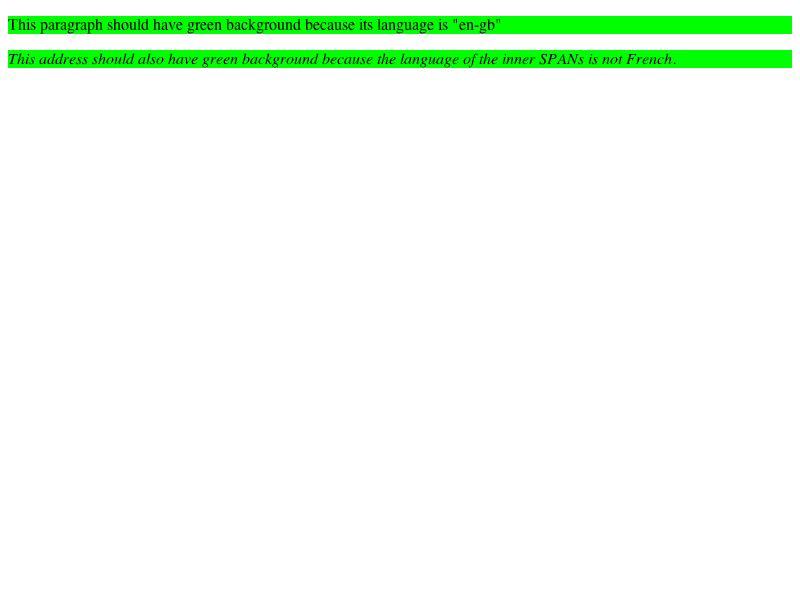 This paragraph should have green background because its language is "en-gb"
This address should also have green background because the language of the inner SPANs is not French.